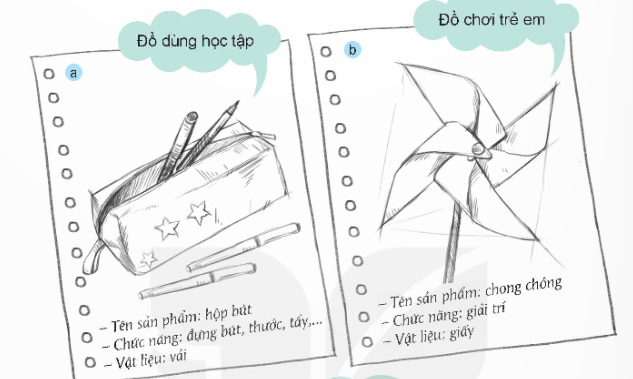 Đồ dùng học tập
a
– Tên sản phẩm: hộp bút
– Chức năng: đựng bút, thước, tẩy,...
– Vật liệu: vải
Đồ chơi trẻ em
b
– Tên sản phẩm: chong chóng
– Chức năng: giải trí
– Vật liệu: giấy